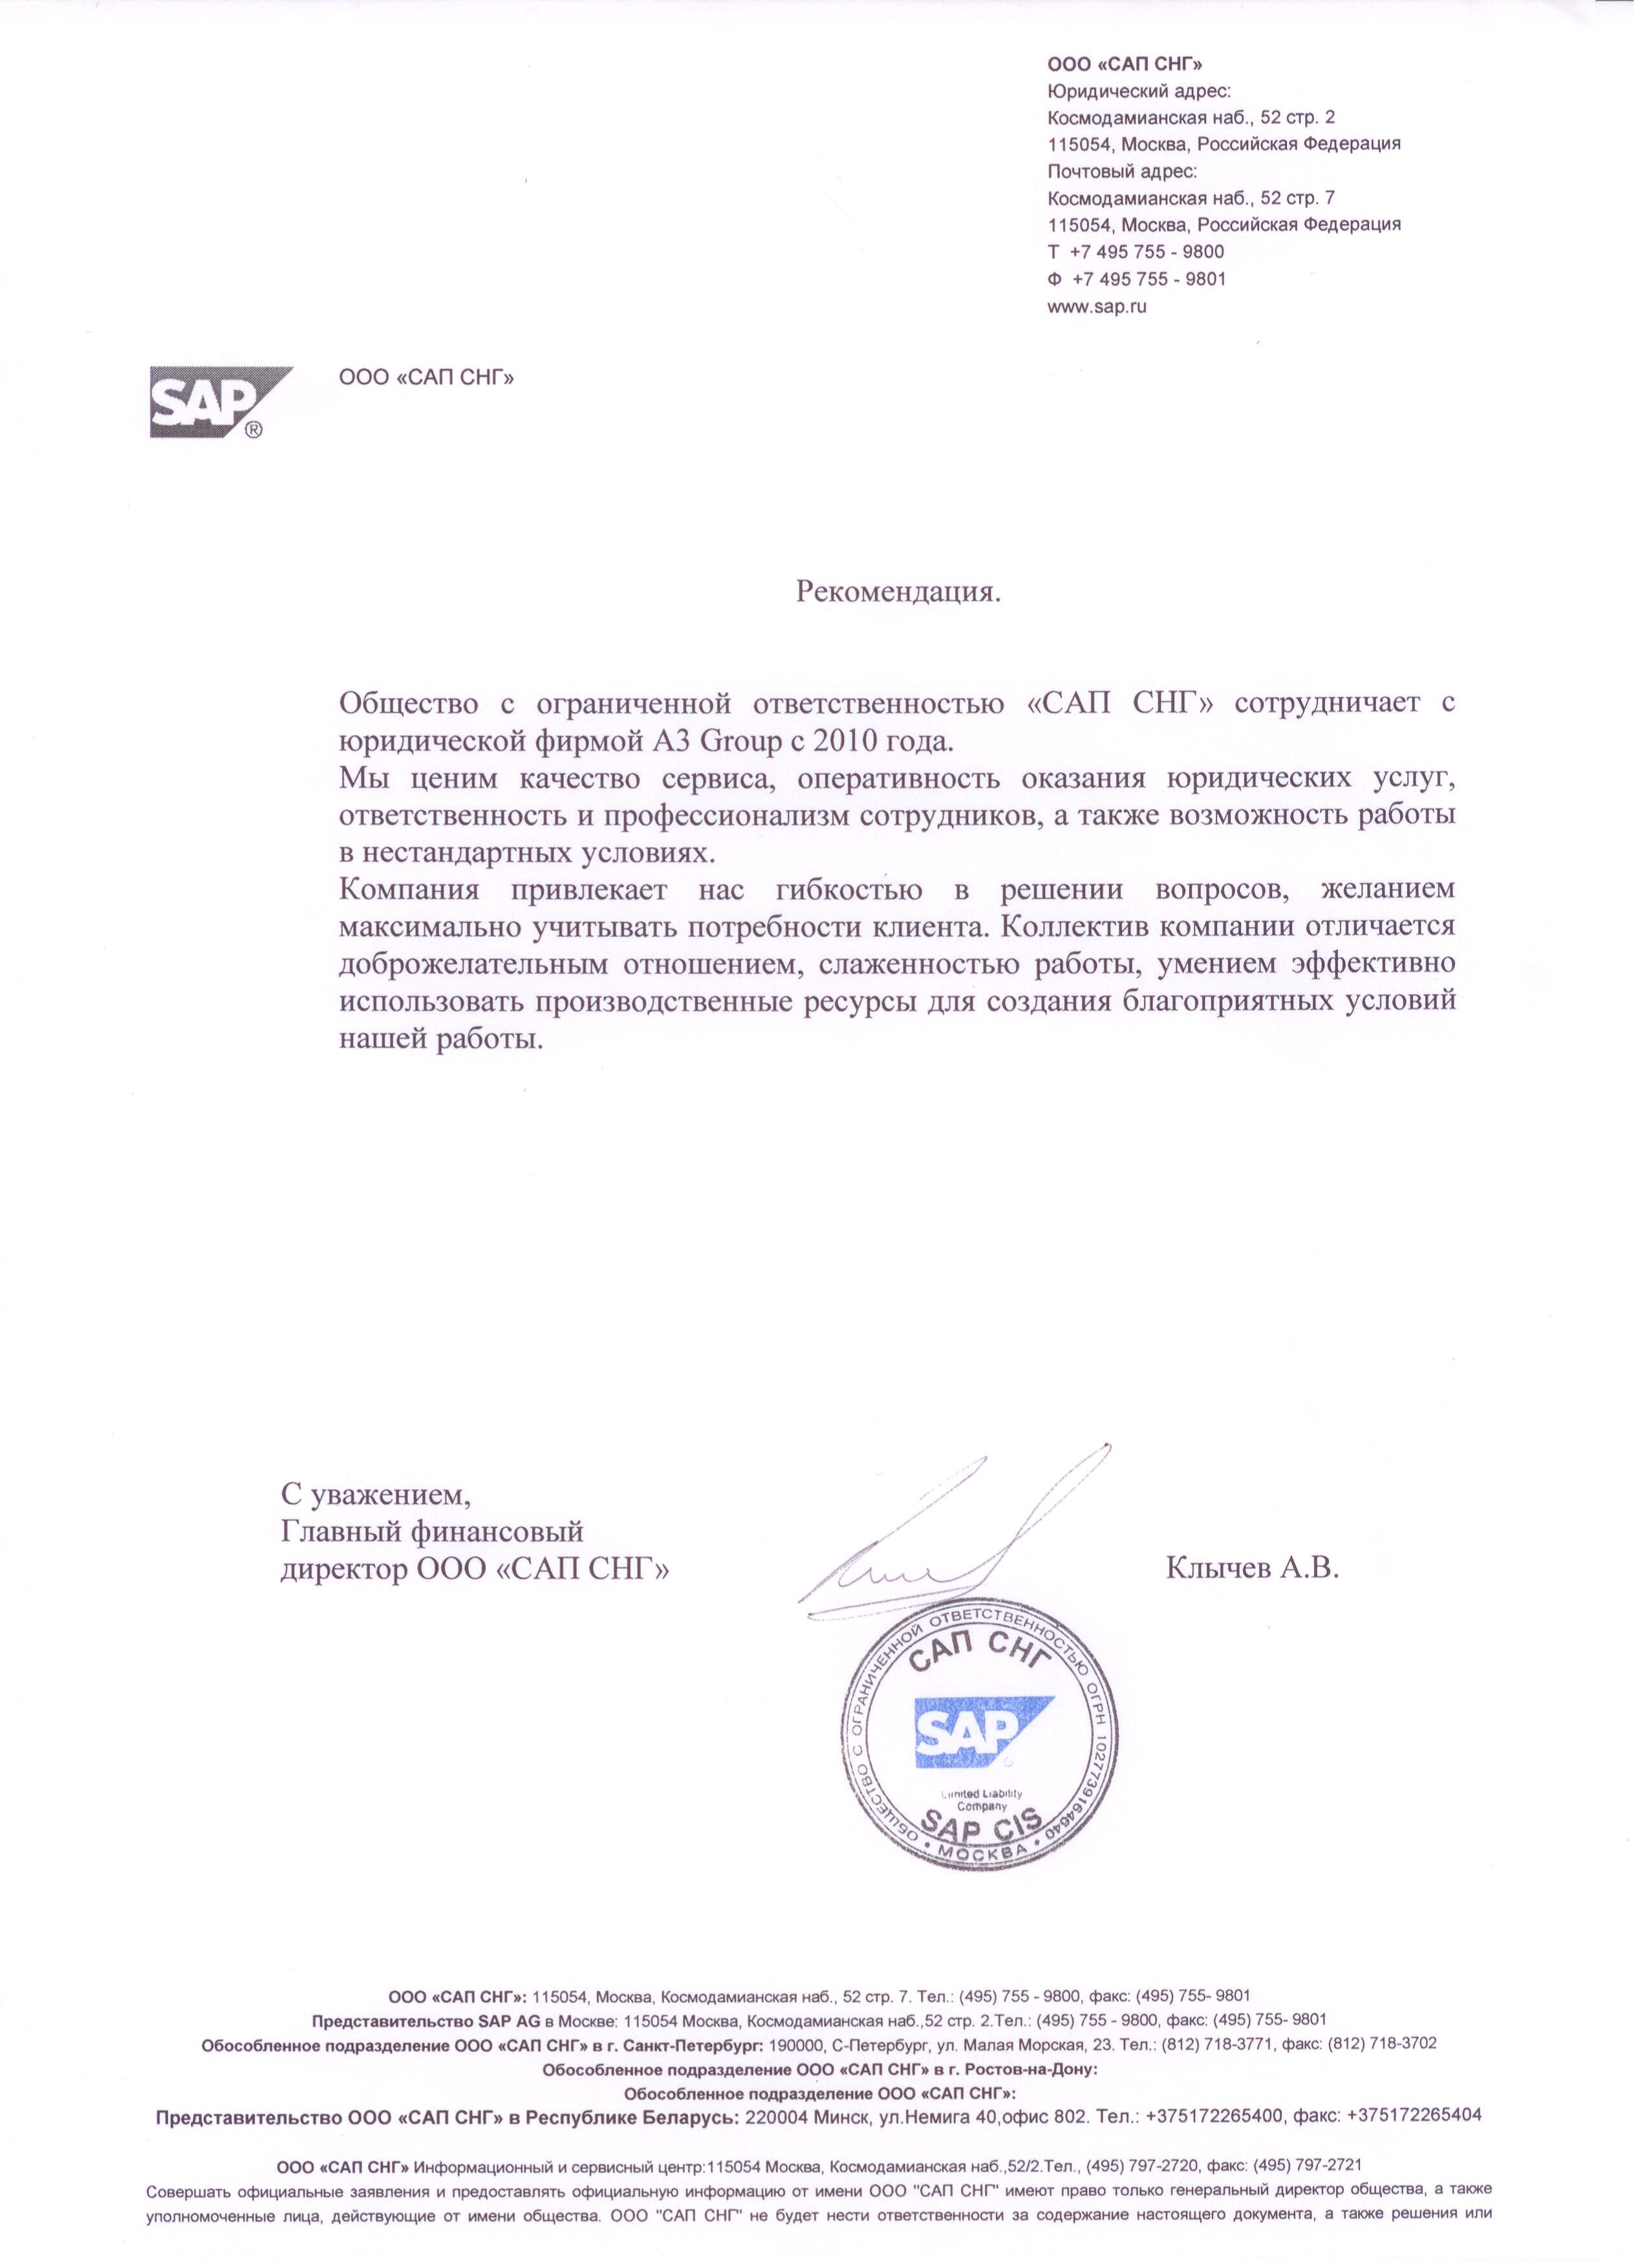 ООО «САП СНГ»
Юридический адрес:
Космодамианская наб., 52 стр. 2
115054, Москва, Российская Федерация
Почтовый адрес:
Космодамианская наб., 52 стр. 7
115054, Москва, Российская Федерация
Т +7 495 755 - 9800
Ф +7 495 755 - 9801
www.sap.ru
SAP®
ООО «САП СНГ»
Рекомендация.
Общество с ограниченной ответственностью «САП СНГ» сотрудничает с
юридической фирмой A3 Group с 2010 года.
Мы ценим качество сервиса, оперативность оказания юридических услуг,
ответственность и профессионализм сотрудников, а также возможность работы
в нестандартных условиях.
Компания привлекает нас гибкостью в решении вопросов, желанием
максимально учитывать потребности клиента. Коллектив компании отличается
доброжелательным отношением, слаженностью работы, умением эффективно
использовать производственные ресурсы для создания благоприятных условий
нашей работы.
С уважением,
Главный финансовый
директор ООО «САП СНГ»
Клычев А.В.
ОБЩЕСТВО С ОГРАНИЧЕННОЙ ОТВЕТСТВЕННОСТЬЮ ОГРН 1027739164640
САП СНГ
SAP
Limited Liability
Company
SAP CIS
• МОСКВА •
ООО «САП СНГ»: 115054, Москва, Космодамианская наб., 52 стр. 7. Тел.: (495) 755 - 9800, факс: (495) 755- 9801
Представительство SAP AG в Москве: 115054 Москва, Космодамианская наб.,52 стр. 2.Тел.: (495) 755 - 9800, факс: (495) 755- 9801
Обособленное подразделение ООО «САП СНГ» в г. Санкт-Петербург: 190000, С-Петербург, ул. Малая Морская, 23. Тел.: (812) 718-3771, факс: (812) 718-3702
Обособленное подразделение ООО «САП СНГ» в г. Ростов-на-Дону:
Обособленное подразделение ООО «САП СНГ»:
Представительство ООО «САП СНГ» в Республике Беларусь: 220004 Минск, ул.Немига 40,офис 802. Тел.: +375172265400, факс: +375172265404
ООО «САП СНГ» Информационный и сервисный центр:115054 Москва, Космодамианская наб.,52/2.Тел., (495) 797-2720, факс: (495) 797-2721
Совершать официальные заявления и предоставлять официальную информацию от имени ООО "САП СНГ" имеют право только генеральный директор общества, а также
уполномоченные лица, действующие от имени общества. ООО "САП СНГ" не будет нести ответственности за содержание настоящего документа, а также решения или